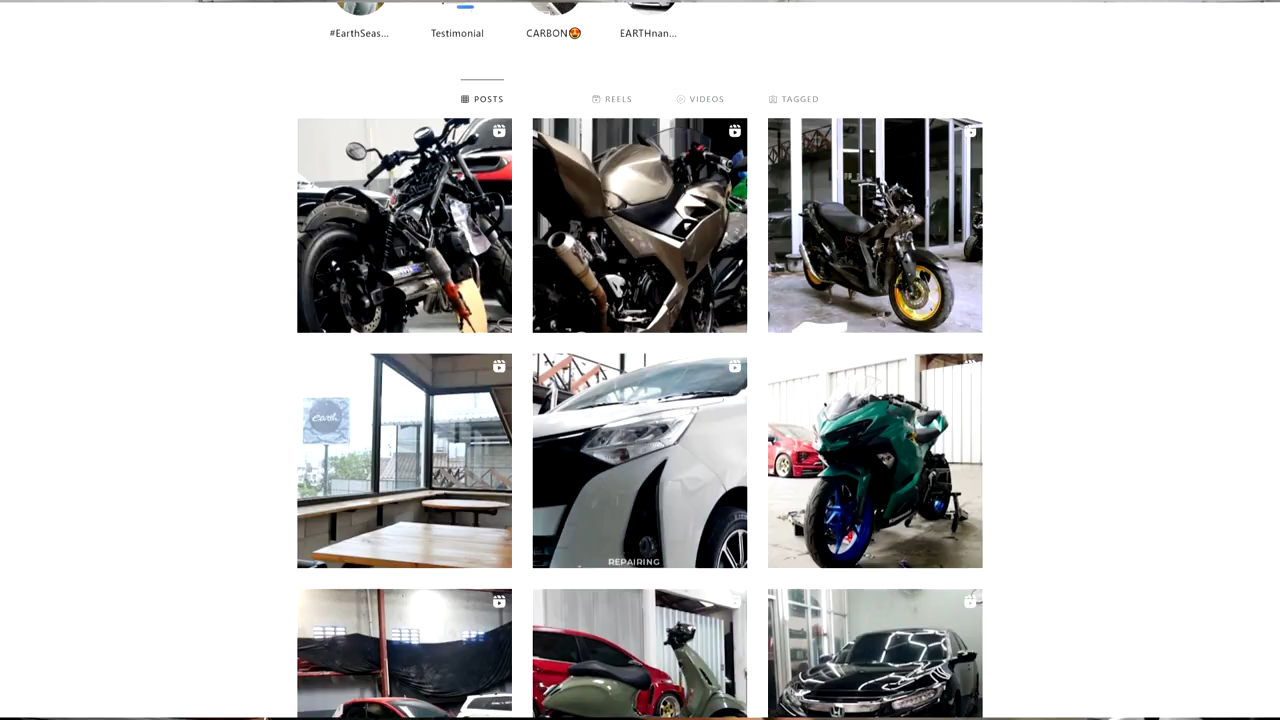 #EarthSeas...
Testimonial
CARBON🤩
EARTHnan...
POSTS
REELS
VIDEOS
TAGGED
earth
REPAIRING